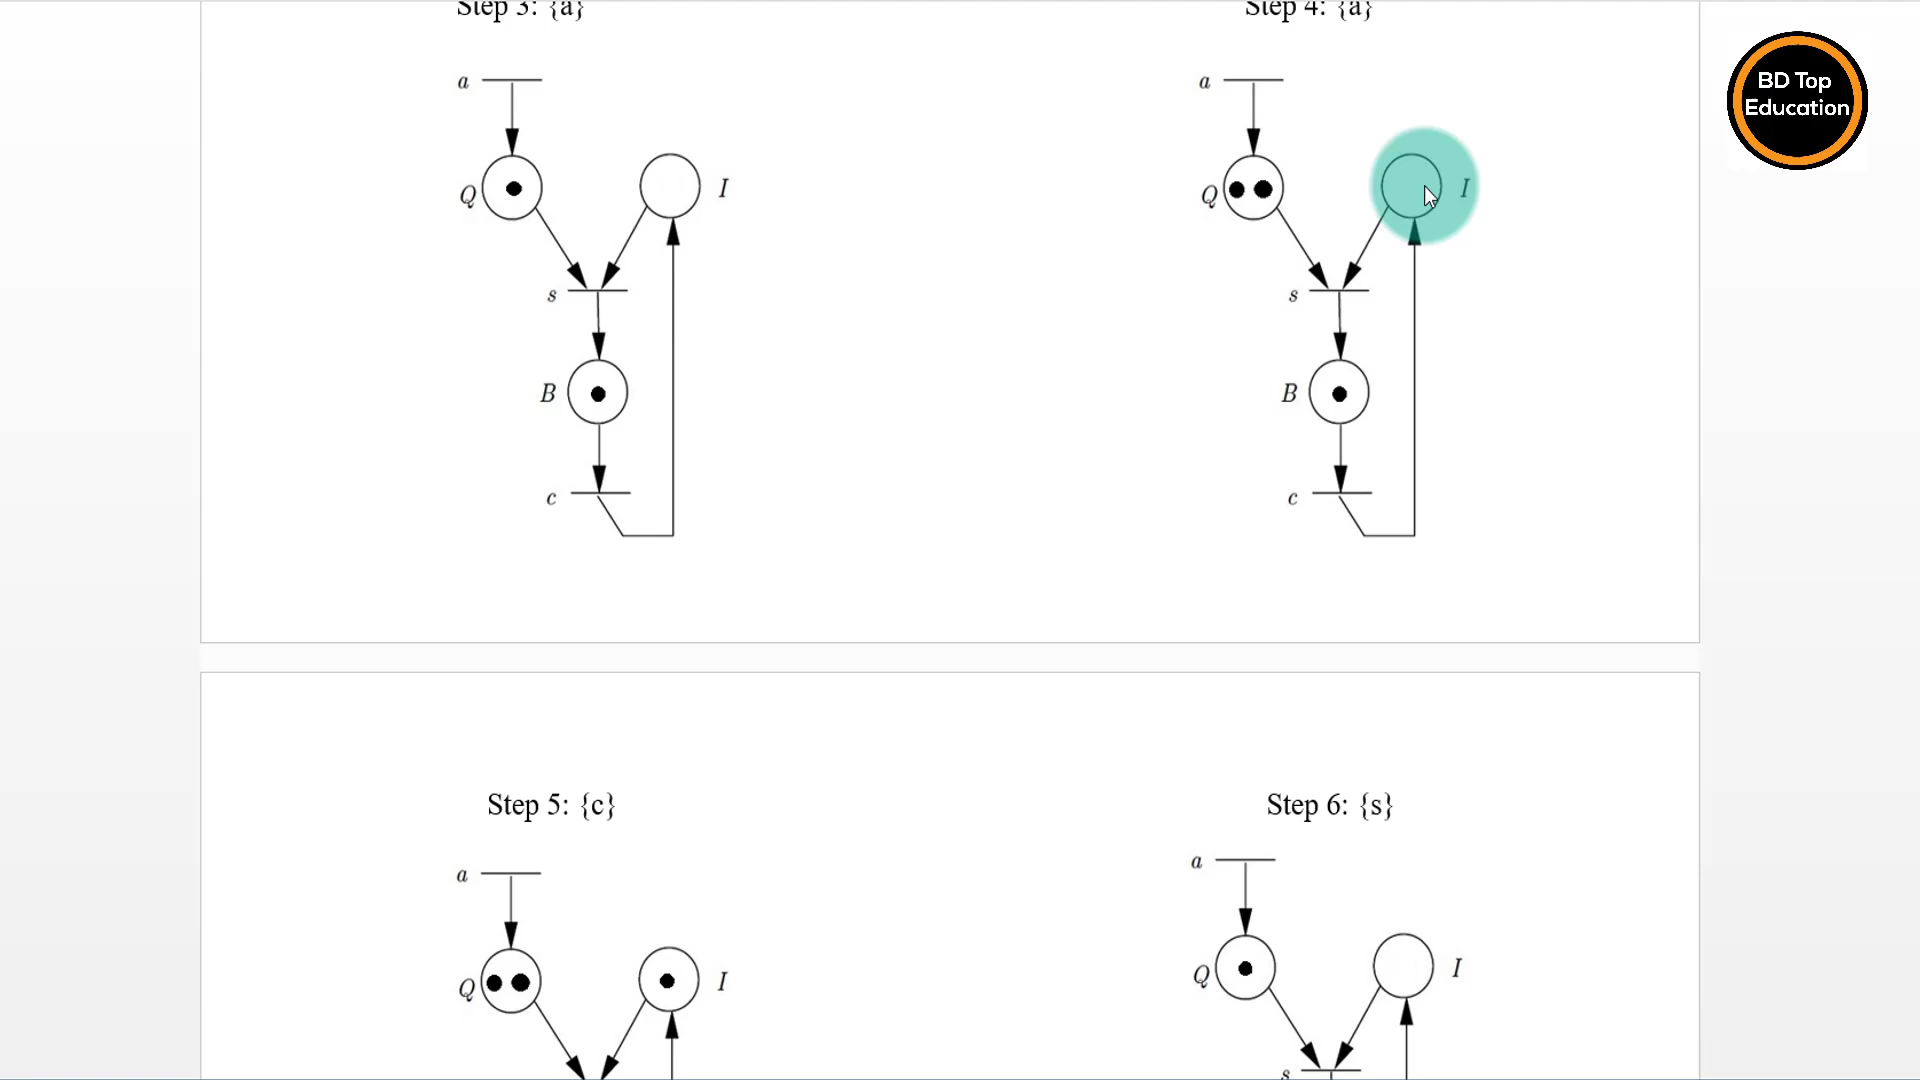 Step 3: {a}
Step 4: {a}
BD Top
Education
a
Q
I
s
B
c
a
Q
I
s
B
c
Step 5: {c}
Step 6: {s}
a
Q
I
a
Q
I
s